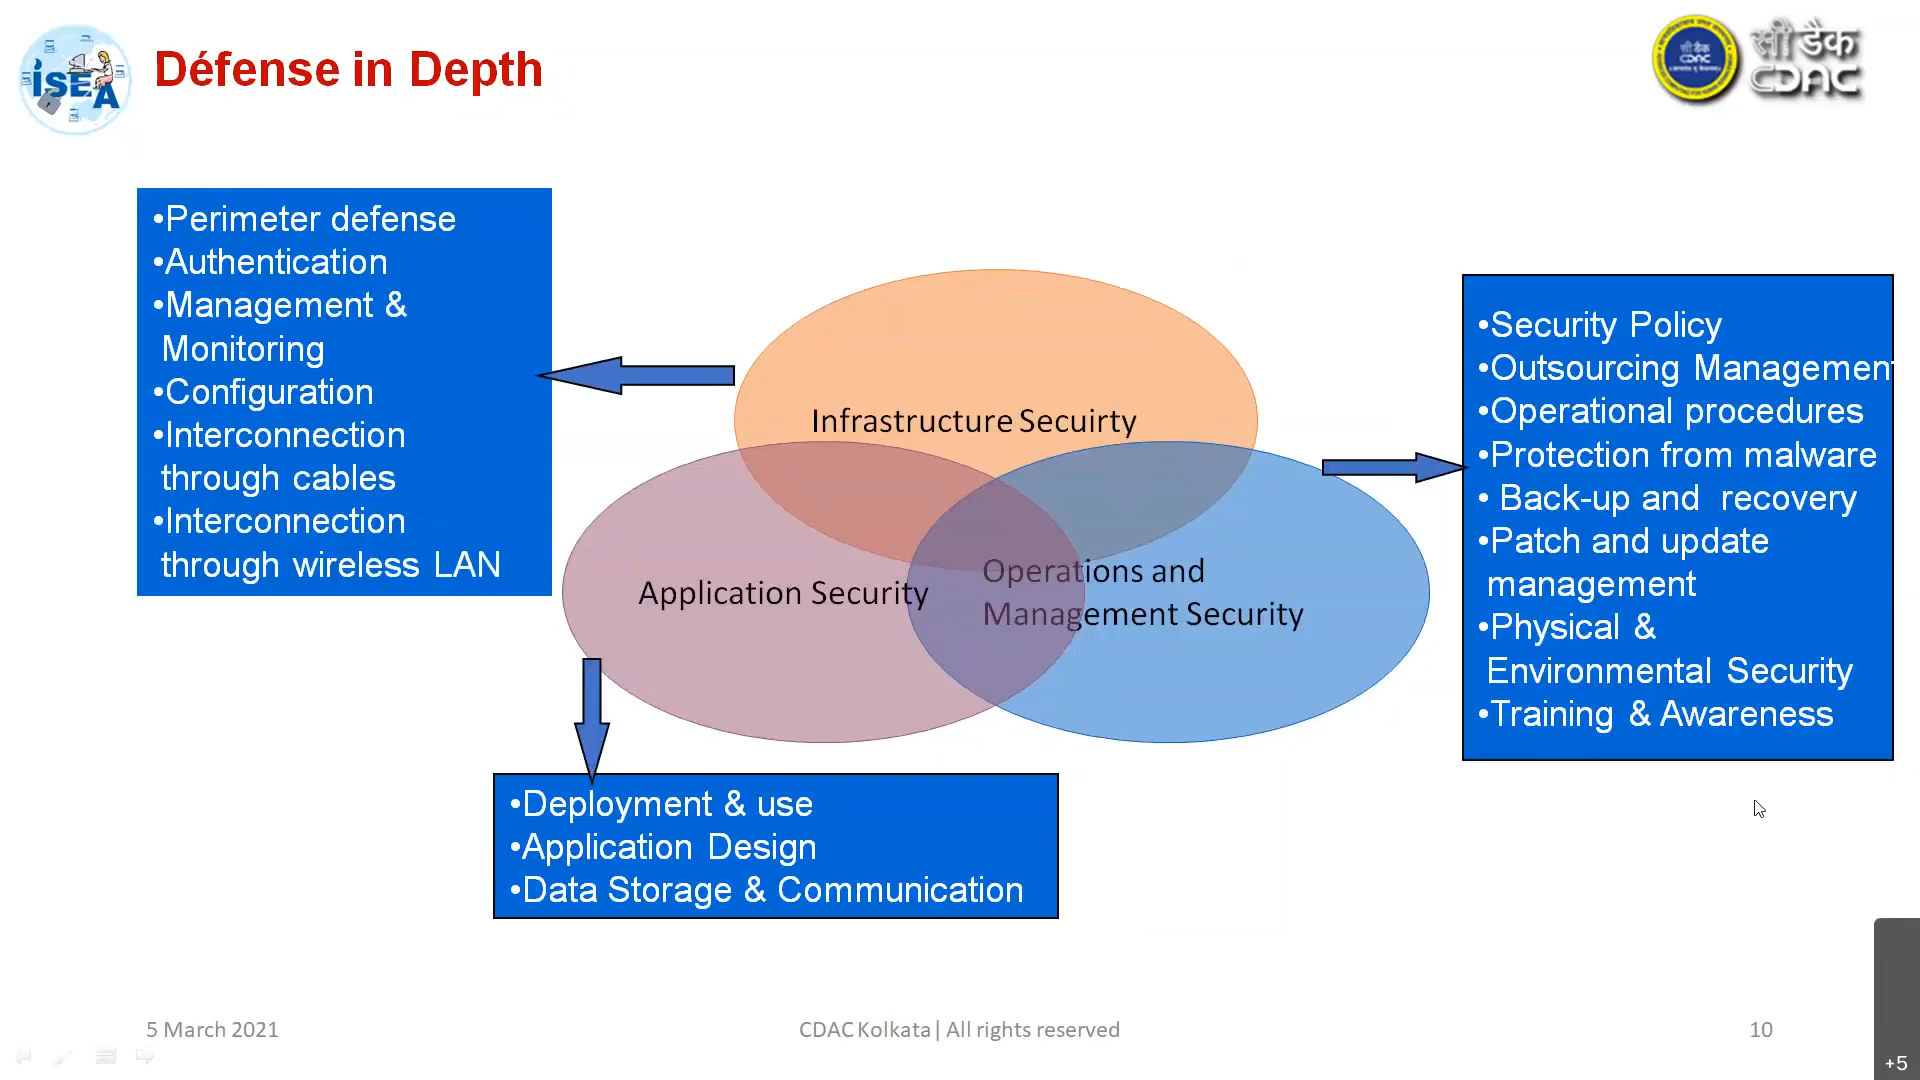 ISEA
Défense in Depth
सी डैक
CDAC
सी डैक
CDAC
•Perimeter defense
•Authentication
•Management &
Monitoring
•Configuration
•Interconnection
through cables
•Interconnection
through wireless LAN
Infrastructure Secuirty
Application Security
Operations and
Management Security
•Security Policy
•Outsourcing Management
•Operational procedures
•Protection from malware
• Back-up and recovery
•Patch and update
management
•Physical &
Environmental Security
•Training & Awareness
•Deployment & use
•Application Design
•Data Storage & Communication
5 March 2021
CDAC Kolkata| All rights reserved
10
+5